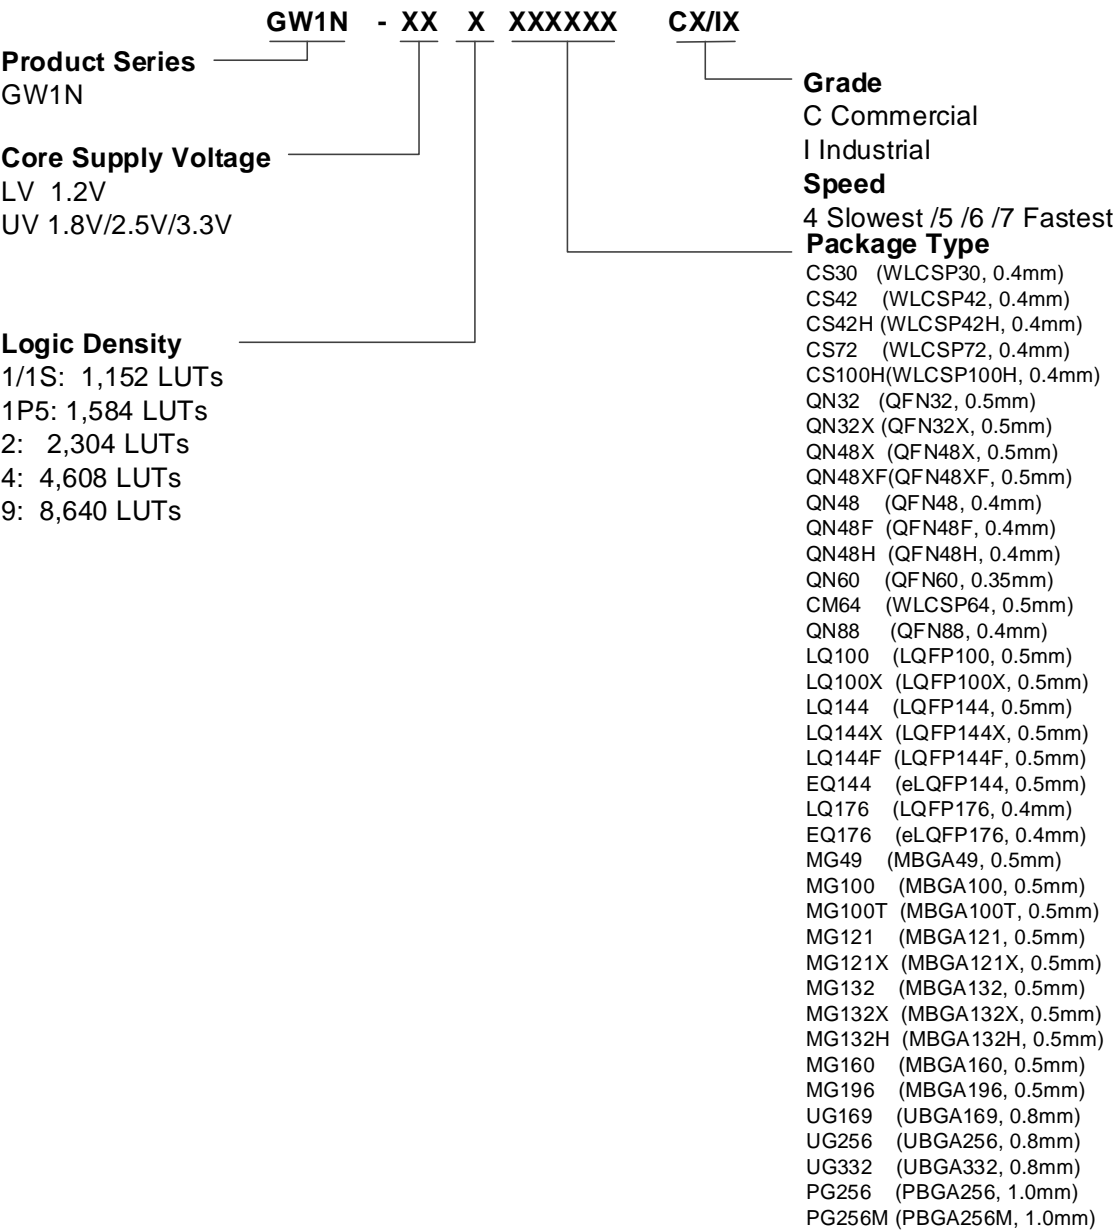 GW1N - XX X XXXXXX CX/IX
Product Series
GW1N
Core Supply Voltage
LV 1.2V
UV 1.8V/2.5V/3.3V
Logic Density
1/1S: 1,152 LUTs
1P5: 1,584 LUTs
2: 2,304 LUTs
4: 4,608 LUTs
9: 8,640 LUTs
Grade
C Commercial
I Industrial
Speed
4 Slowest /5 /6 /7 Fastest
Package Type
CS30 (WLCSP30, 0.4mm)
CS42 (WLCSP42, 0.4mm)
CS42H (WLCSP42H, 0.4mm)
CS72 (WLCSP72, 0.4mm)
CS100H(WLCSP100H, 0.4mm)
QN32 (QFN32, 0.5mm)
QN32X (QFN32X, 0.5mm)
QN48X (QFN48X, 0.5mm)
QN48XF(QFN48XF, 0.5mm)
QN48 (QFN48, 0.4mm)
QN48F (QFN48F, 0.4mm)
QN48H (QFN48H, 0.4mm)
QN60 (QFN60, 0.35mm)
CM64 (WLCSP64, 0.5mm)
QN88 (QFN88, 0.4mm)
LQ100 (LQFP100, 0.5mm)
LQ100X (LQFP100X, 0.5mm)
LQ144 (LQFP144, 0.5mm)
LQ144X (LQFP144X, 0.5mm)
LQ144F (LQFP144F, 0.5mm)
EQ144 (eLQFP144, 0.5mm)
LQ176 (LQFP176, 0.4mm)
EQ176 (eLQFP176, 0.4mm)
MG49 (MBGA49, 0.5mm)
MG100 (MBGA100, 0.5mm)
MG100T (MBGA100T, 0.5mm)
MG121 (MBGA121, 0.5mm)
MG121X (MBGA121X, 0.5mm)
MG132 (MBGA132, 0.5mm)
MG132X (MBGA132X, 0.5mm)
MG132H (MBGA132H, 0.5mm)
MG160 (MBGA160, 0.5mm)
MG196 (MBGA196, 0.5mm)
UG169 (UBGA169, 0.8mm)
UG256 (UBGA256, 0.8mm)
UG332 (UBGA332, 0.8mm)
PG256 (PBGA256, 1.0mm)
PG256M (PBGA256M, 1.0mm)